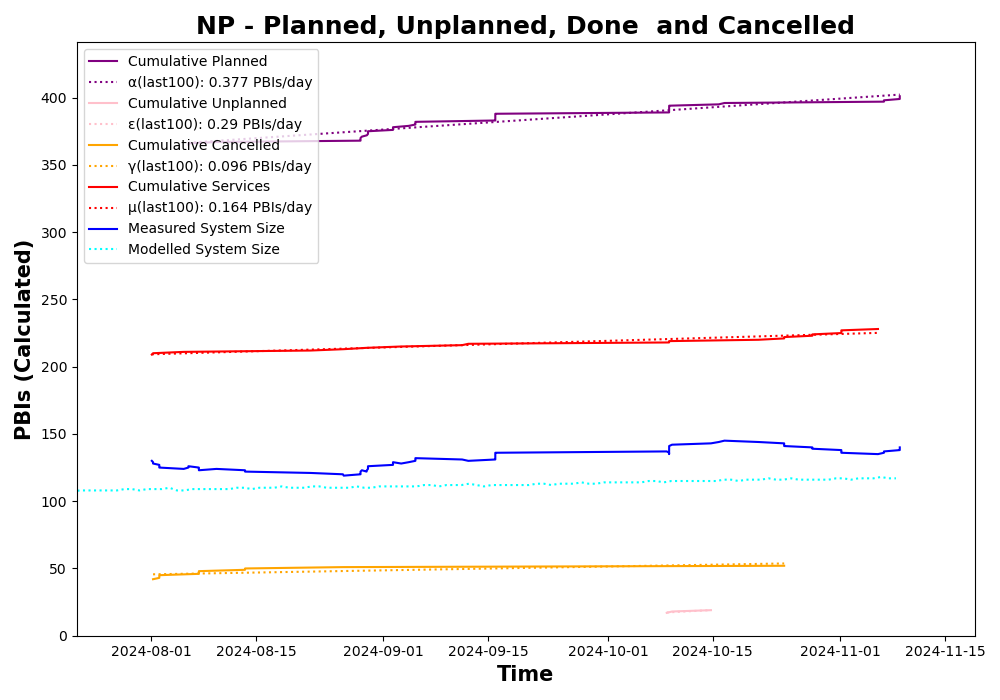 NP - Planned, Unplanned, Done  and Cancelled
Cumulative Planned
α(last100): 0.377 PBIs/day
Cumulative Unplanned
ε(last100): 0.29 PBIs/day
Cumulative Cancelled
γ(last100): 0.096 PBIs/day
Cumulative Services
μ(last100): 0.164 PBIs/day
Measured System Size
Modelled System Size
PBIs (Calculated)
400
350
300
250
200
150
100
50
0
2024-08-01
2024-08-15
2024-09-01
2024-09-15
2024-10-01
2024-10-15
2024-11-01
2024-11-15
Time